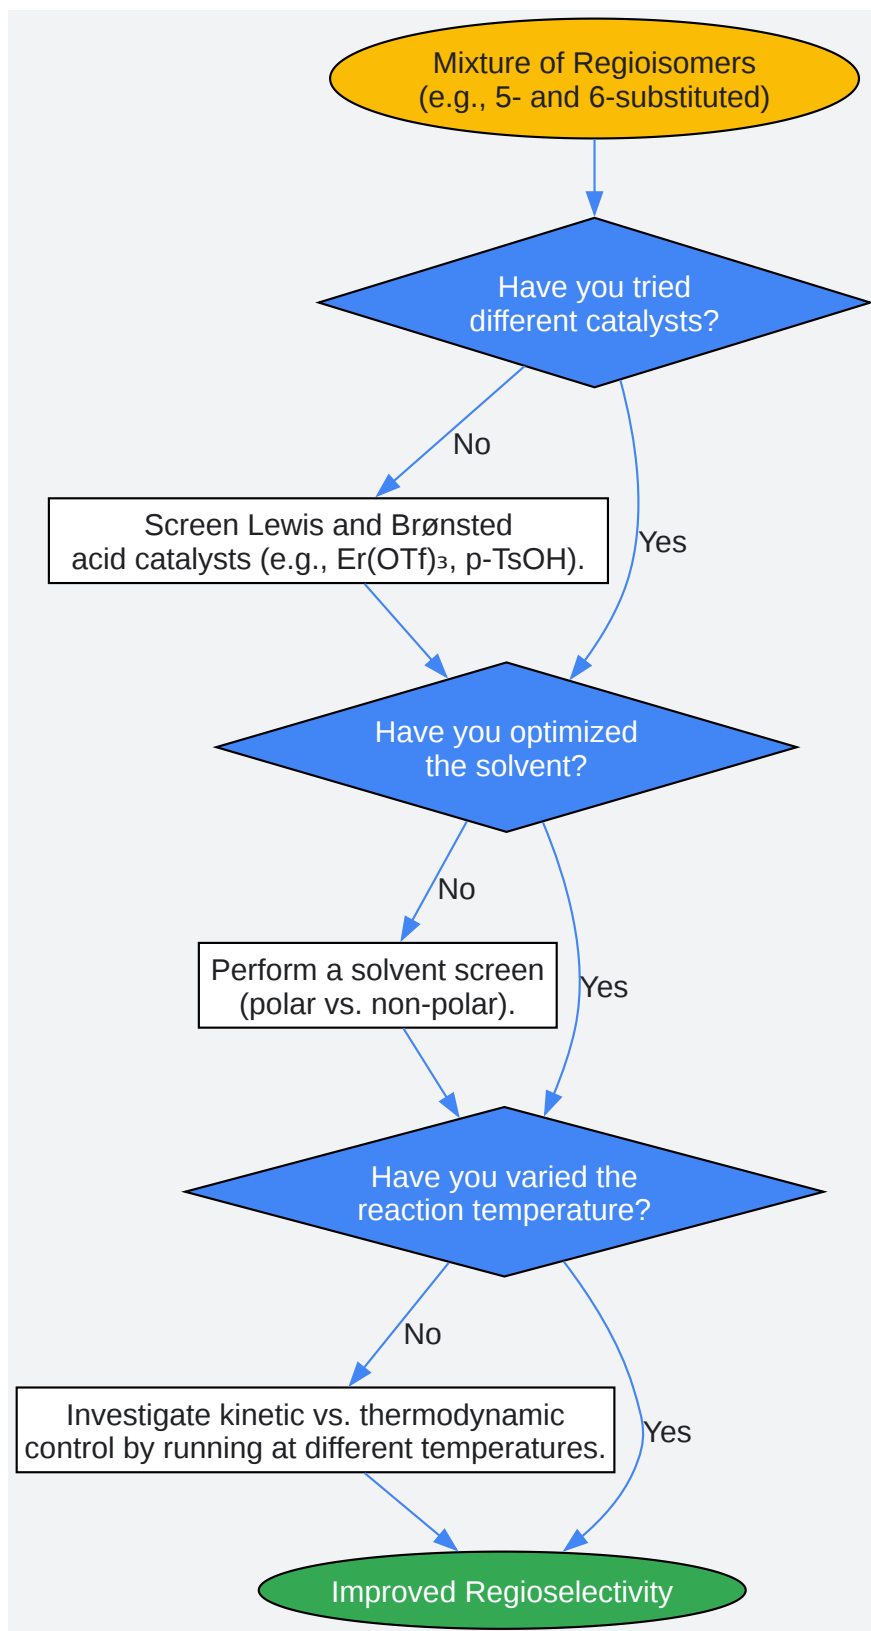 Mixture of Regioisomers
(e.g., 5- and 6-substituted)
Have you tried
different catalysts?
No
Screen Lewis and Brønsted
acid catalysts (e.g., Er(OTf)₃, p-TsOH).
Yes
Have you optimized
the solvent?
No
Perform a solvent screen
(polar vs. non-polar).
Yes
Have you varied the
reaction temperature?
No
Investigate kinetic vs. thermodynamic
control by running at different temperatures.
Yes
Improved Regioselectivity